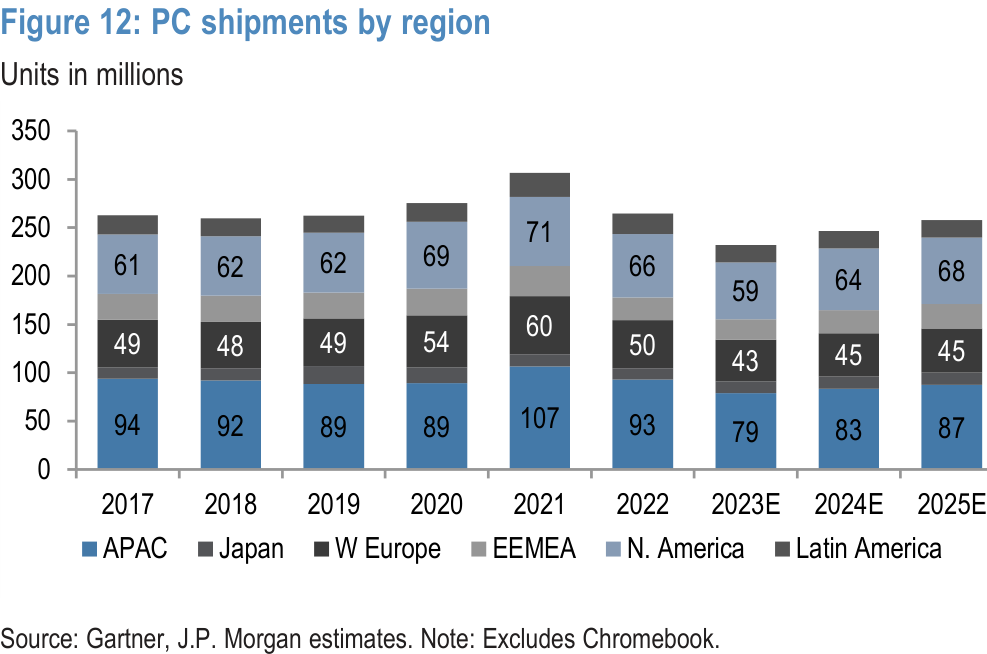 Figure 12: PC shipments by region
Units in millions
350
300
250
200
150
100
50
0
61 62 62 69 71 66 59 64 68
49 48 49 54 60 50 43 45 45
94 92 89 89 107 93 79 83 87
2017 2018 2019 2020 2021 2022 2023E 2024E 2025E
APAC Japan W Europe EEMEA N. America Latin America
Source: Gartner, J.P. Morgan estimates. Note: Excludes Chromebook.